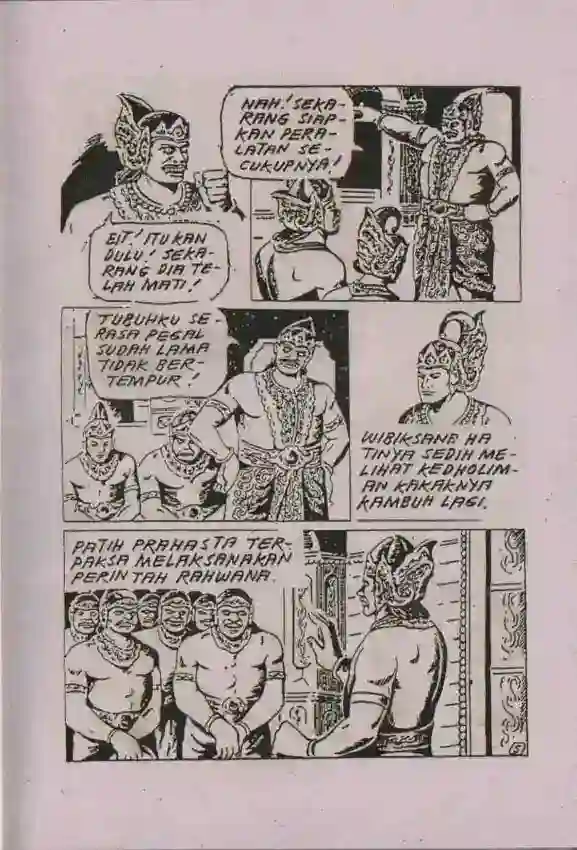 EIT! ITU KAN
DULU! SEKA-
RANG DIA TE-
LAH MATI!
NAH! SEKA-
RANG SIAP-
KAN PERA-
LATAN SE-
CUKUPNYA!
TUBUHKU SE-
RASA PEGAL
SUDAH LAMA
TIDAK BER-
TEMPUR!
WIBIKSANA HA
TINYA SEDIH ME-
LIHAT KEDHOLIM-
AN KAKAKNYA
KAMBUH LAGI.
PATIH PRAHASTA TER-
PAKSA MELAKSANAKAN
PERINTAH RAHWANA.
5